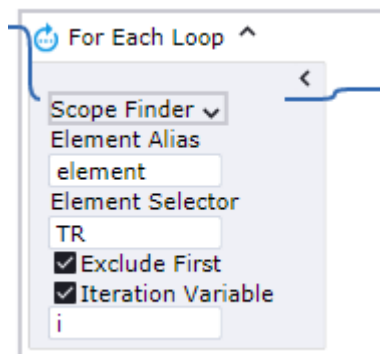 For Each Loop
Scope Finder
Element Alias
element
Element Selector
TR
Exclude First
Iteration Variable
i